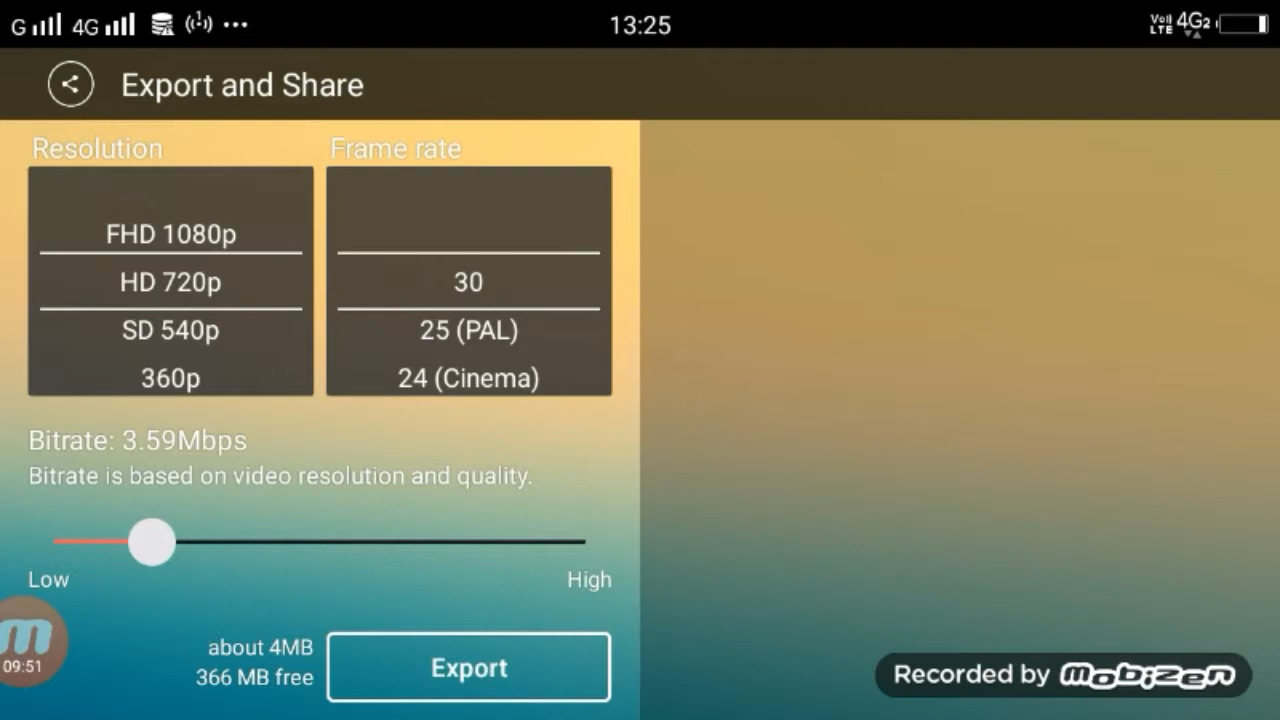 G 4G 13:25 VoII LTE 4G2
Export and Share
Resolution Frame rate
FHD 1080p
HD 720p 30
SD 540p 25 (PAL)
360p 24 (Cinema)
Bitrate: 3.59Mbps
Bitrate is based on video resolution and quality.
Low High
m
09:51
about 4MB
366 MB free
Export
Recorded by mobizen